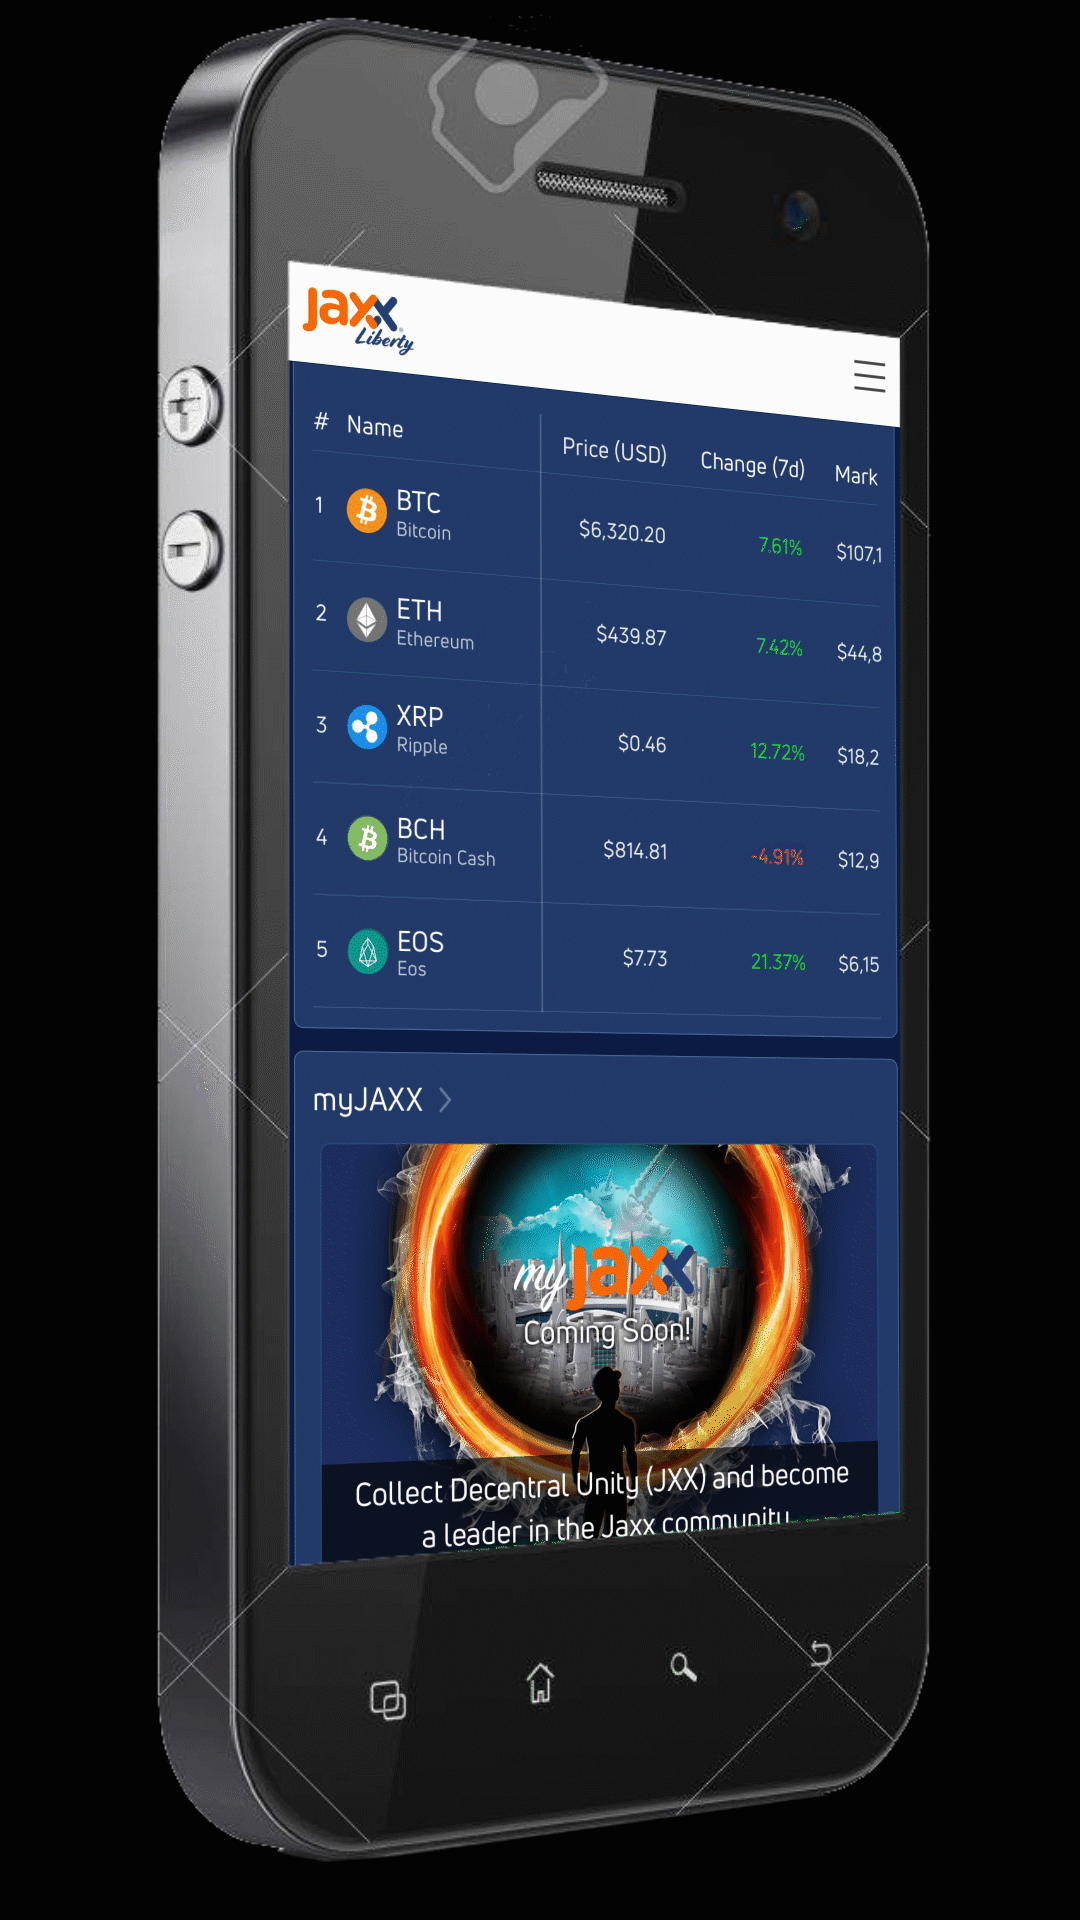 Jaxx
Liberty
# Name Price (USD) Change (7d) Mark
1 BTC $6,320.20 7.61% $107,1
Bitcoin
2 ETH $439.87 7.42% $44,8
Ethereum
3 XRP $0.46 12.72% $18,2
Ripple
4 BCH $814.81 -4.91% $12,9
Bitcoin Cash
5 EOS $7.73 21.37% $6,15
Eos
myJAXX >
my Jaxx
Coming Soon!
Collect Decentral Unity (JXX) and become
a leader in the Jaxx community